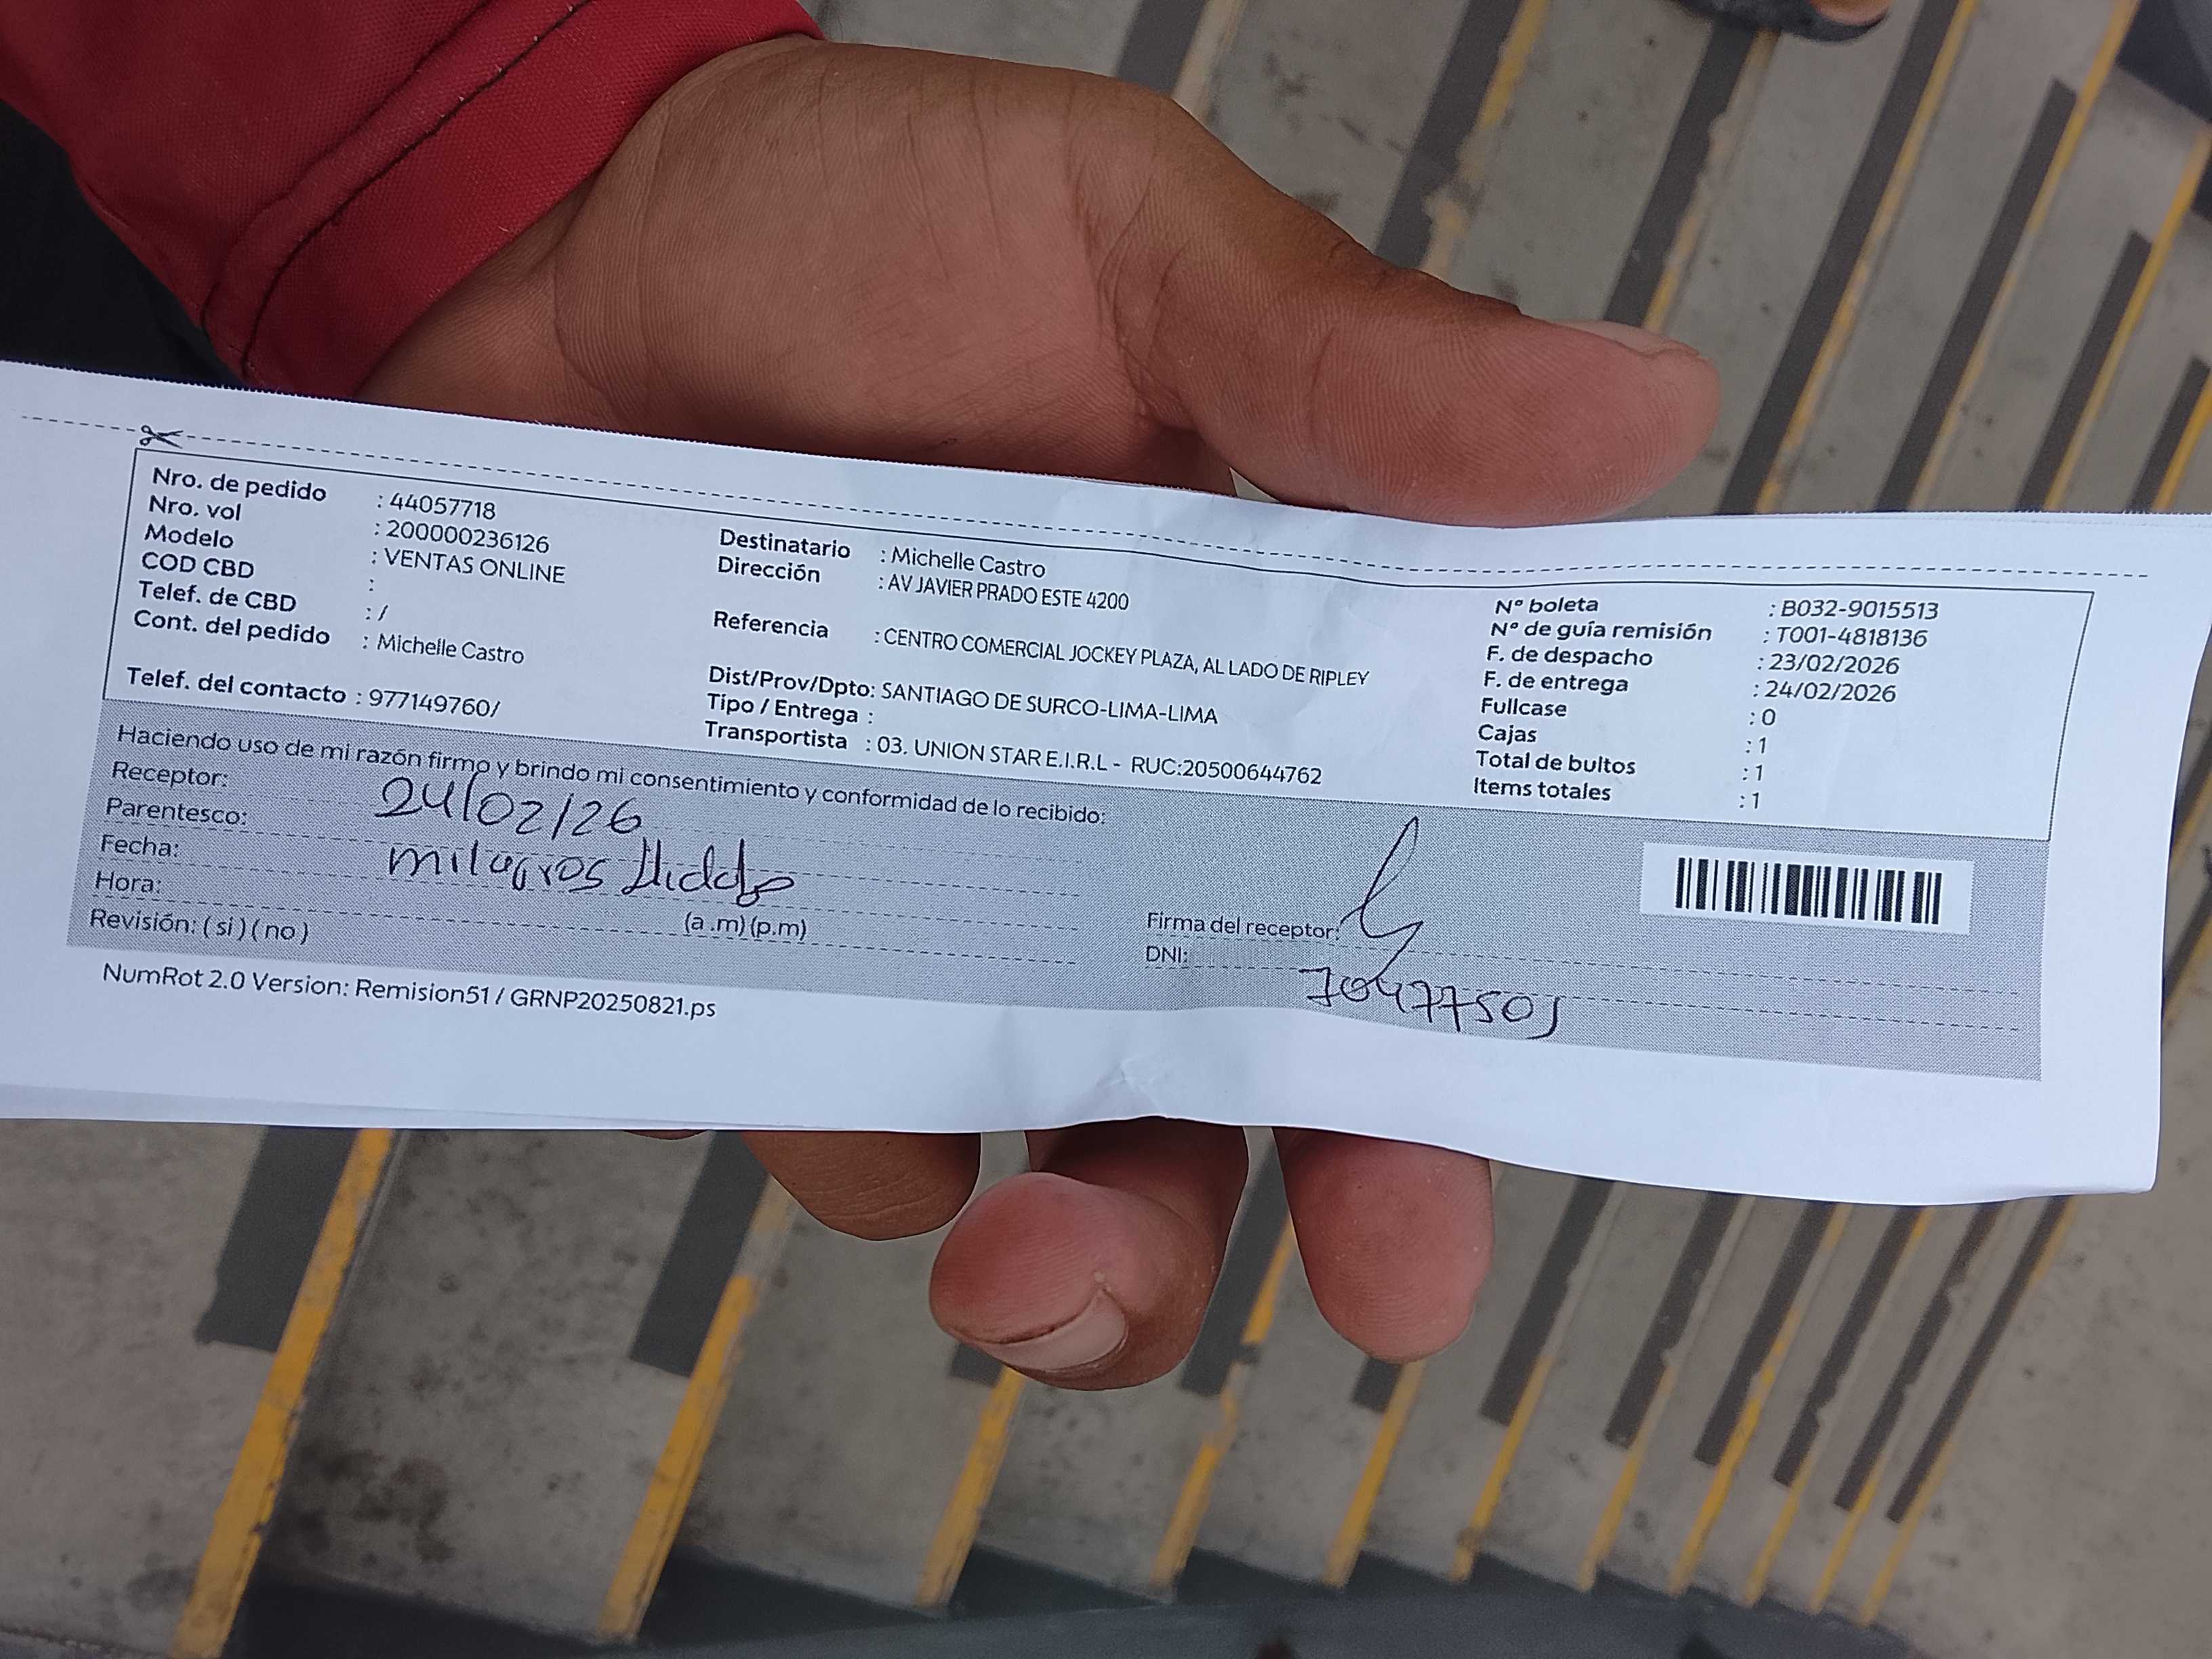 Nro. de pedido : 44057718
Nro. vol : 200000236126
Modelo : VENTAS ONLINE
COD CBD :
Telef. de CBD : /
Cont. del pedido : Michelle Castro
Telef. del contacto : 977149760/
Destinatario : Michelle Castro
Dirección : AV JAVIER PRADO ESTE 4200
Referencia : CENTRO COMERCIAL JOCKEY PLAZA, AL LADO DE RIPLEY
Dist/Prov/Dpto: SANTIAGO DE SURCO-LIMA-LIMA
Tipo / Entrega :
Transportista : 03. UNION STAR E.I.R.L - RUC:20500644762
N° boleta : B032-9015513
N° de guía remisión : T001-4818136
F. de despacho : 23/02/2026
F. de entrega : 24/02/2026
Fullcase : 0
Cajas : 1
Total de bultos : 1
Items totales : 1
Haciendo uso de mi razón firmo y brindo mi consentimiento y conformidad de lo recibido:
Receptor:
24/02/26
Parentesco:
milagros
Fecha:
Hora: (a .m) (p.m)
Revisión: ( si ) ( no )
Firma del receptor:
DNI:
NumRot 2.0 Version: Remision51 / GRNP20250821.ps